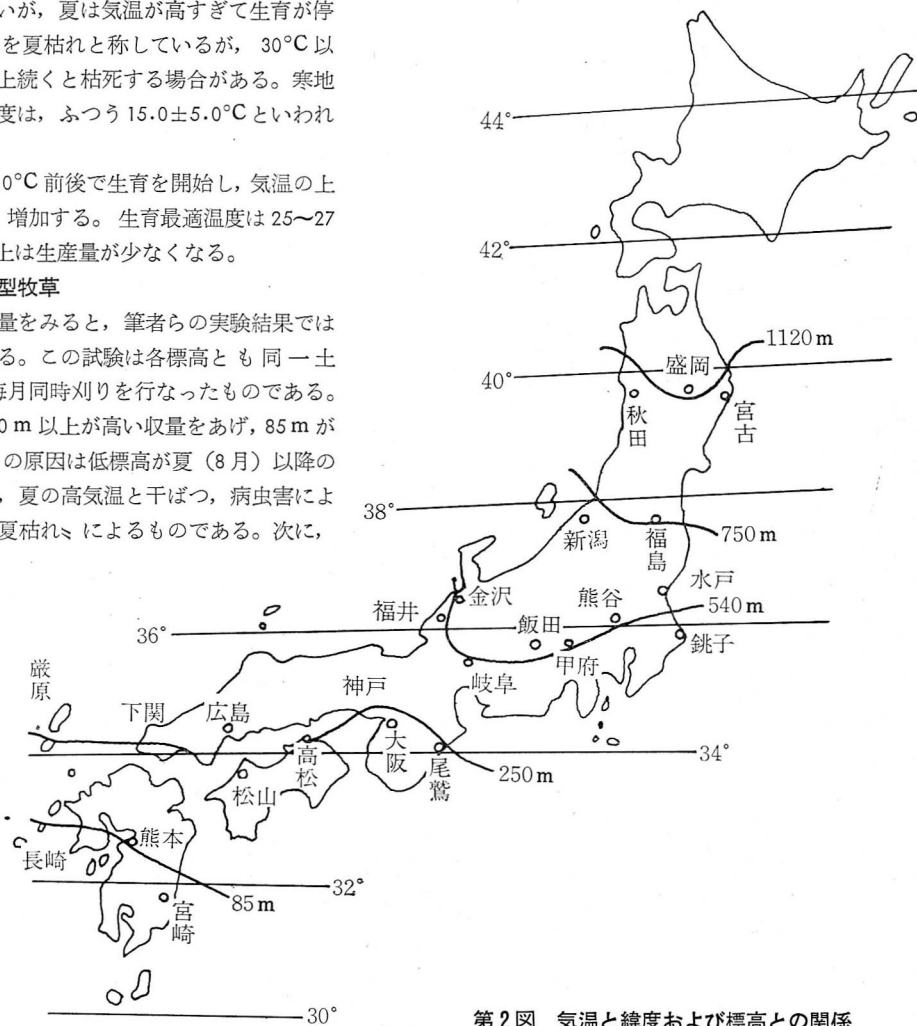 いが，夏は気温が高すぎて生育が停
を夏枯れと称しているが，30°C 以
上続くと枯死する場合がある。寒地
度は，ふつう 15.0±5.0°C といわれ
0°C 前後で生育を開始し，気温の上
増加する。 生育最適温度は 25〜27
上は生産量が少なくなる。
型牧草
量をみると，筆者らの実験結果では
る。この試験は各標高とも同一土
毎月同時刈りを行なったものである。
0 m 以上が高い収量をあげ，85 m が
の原因は低標高が夏（8月）以降の
，夏の高気温と干ばつ，病虫害によ
夏枯れ〟によるものである。次に，
44°
42°
1120 m
40°
盛岡
秋田
宮古
38°
新潟
福島
750 m
水戸
金沢
熊谷
540 m
福井
飯田
36°
銚子
甲府
岐阜
厳原
神戸
下関
広島
高松
大阪
尾鷲
34°
250 m
松山
熊本
長崎
32°
85 m
宮崎
30°
第2図 気温と緯度および標高との関係